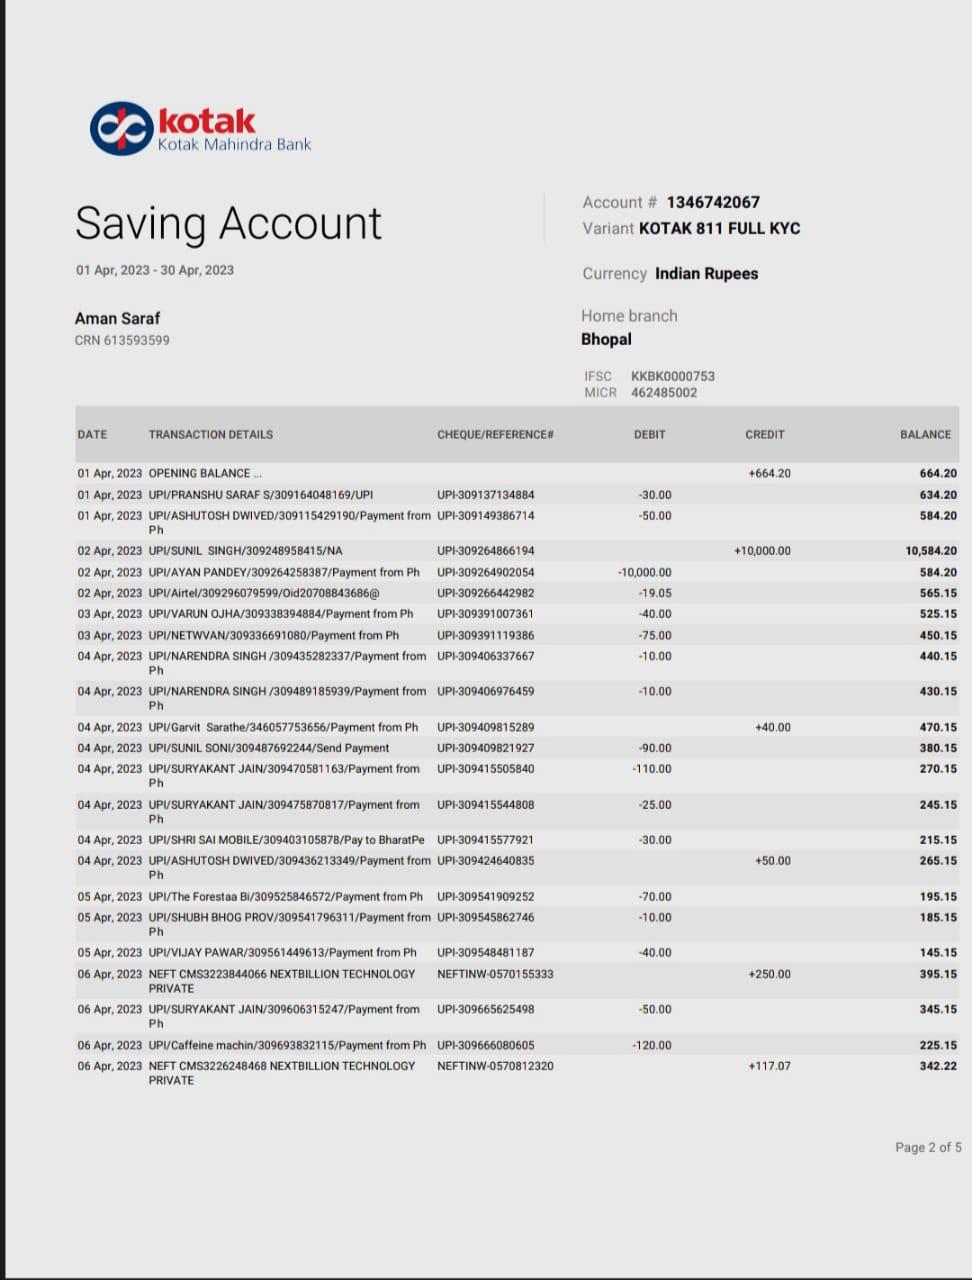 kotak
Kotak Mahindra Bank
Saving Account
01 Apr, 2023 - 30 Apr, 2023
Aman Saraf
CRN 613593599
Account # 1346742067
Variant KOTAK 811 FULL KYC
Currency Indian Rupees
Home branch
Bhopal
IFSC KKBK0000753
MICR 462485002
DATE TRANSACTION DETAILS CHEQUE/REFERENCE# DEBIT CREDIT BALANCE
01 Apr, 2023 OPENING BALANCE ... +664.20 664.20
01 Apr, 2023 UPI/PRANSHU SARAF S/309164048169/UPI UPI-309137134884 -30.00 634.20
01 Apr, 2023 UPI/ASHUTOSH DWIVED/309115429190/Payment from UPI-309149386714 -50.00 584.20
Ph
02 Apr, 2023 UPI/SUNIL SINGH/309248958415/NA UPI-309264866194 +10,000.00 10,584.20
02 Apr, 2023 UPI/AYAN PANDEY/309264258387/Payment from Ph UPI-309264902054 -10,000.00 584.20
02 Apr, 2023 UPI/Airtel/309296079599/Oid20708843686@ UPI-309266442982 -19.05 565.15
03 Apr, 2023 UPI/VARUN OJHA/309338394884/Payment from Ph UPI-309391007361 -40.00 525.15
03 Apr, 2023 UPI/NETWVAN/309336691080/Payment from Ph UPI-309391119386 -75.00 450.15
04 Apr, 2023 UPI/NARENDRA SINGH /309435282337/Payment from UPI-309406337667 -10.00 440.15
Ph
04 Apr, 2023 UPI/NARENDRA SINGH /309489185939/Payment from UPI-309406976459 -10.00 430.15
Ph
04 Apr, 2023 UPI/Garvit Sarathe/346057753656/Payment from Ph UPI-309409815289 +40.00 470.15
04 Apr, 2023 UPI/SUNIL SONI/309487692244/Send Payment UPI-309409821927 -90.00 380.15
04 Apr, 2023 UPI/SURYAKANT JAIN/309470581163/Payment from UPI-309415505840 -110.00 270.15
Ph
04 Apr, 2023 UPI/SURYAKANT JAIN/309475870817/Payment from UPI-309415544808 -25.00 245.15
Ph
04 Apr, 2023 UPI/SHRI SAI MOBILE/309403105878/Pay to BharatPe UPI-309415577921 -30.00 215.15
04 Apr, 2023 UPI/ASHUTOSH DWIVED/309436213349/Payment from UPI-309424640835 +50.00 265.15
Ph
05 Apr, 2023 UPI/The Forestaa Bi/309525846572/Payment from Ph UPI-309541909252 -70.00 195.15
05 Apr, 2023 UPI/SHUBH BHOG PROV/309541796311/Payment from UPI-309545862746 -10.00 185.15
Ph
05 Apr, 2023 UPI/VIJAY PAWAR/309561449613/Payment from Ph UPI-309548481187 -40.00 145.15
06 Apr, 2023 NEFT CMS3223844066 NEXTBILLION TECHNOLOGY NEFTINW-0570155333 +250.00 395.15
PRIVATE
06 Apr, 2023 UPI/SURYAKANT JAIN/309606315247/Payment from UPI-309665625498 -50.00 345.15
Ph
06 Apr, 2023 UPI/Caffeine machin/309693832115/Payment from Ph UPI-309666080605 -120.00 225.15
06 Apr, 2023 NEFT CMS3226248468 NEXTBILLION TECHNOLOGY NEFTINW-0570812320 +117.07 342.22
PRIVATE
Page 2 of 5